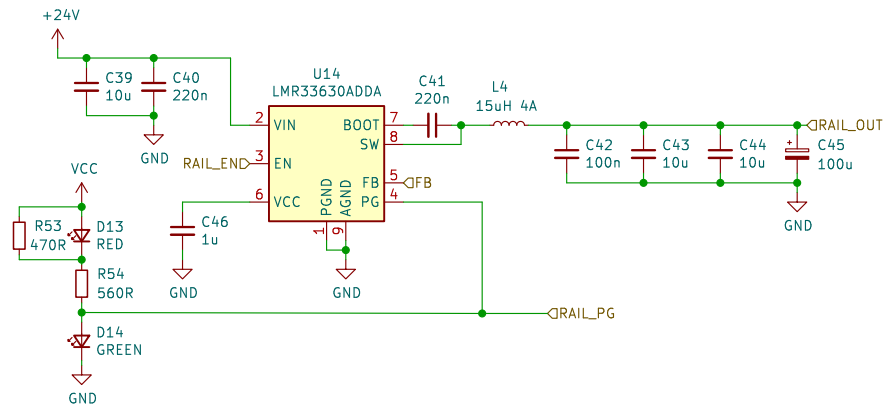 +24V
C39
10u
C40
220n
GND
U14
LMR33630ADDA
2
VIN
3
EN
6
VCC
BOOT
7
SW
8
FB
5
PG
4
PGND
AGND
1
9
RAIL_EN
C41
220n
L4
15uH 4A
RAIL_OUT
C42
100n
C43
10u
C44
10u
+
C45
100u
GND
FB
C46
1u
GND
GND
VCC
R53
470R
D13
RED
R54
560R
RAIL_PG
D14
GREEN
GND